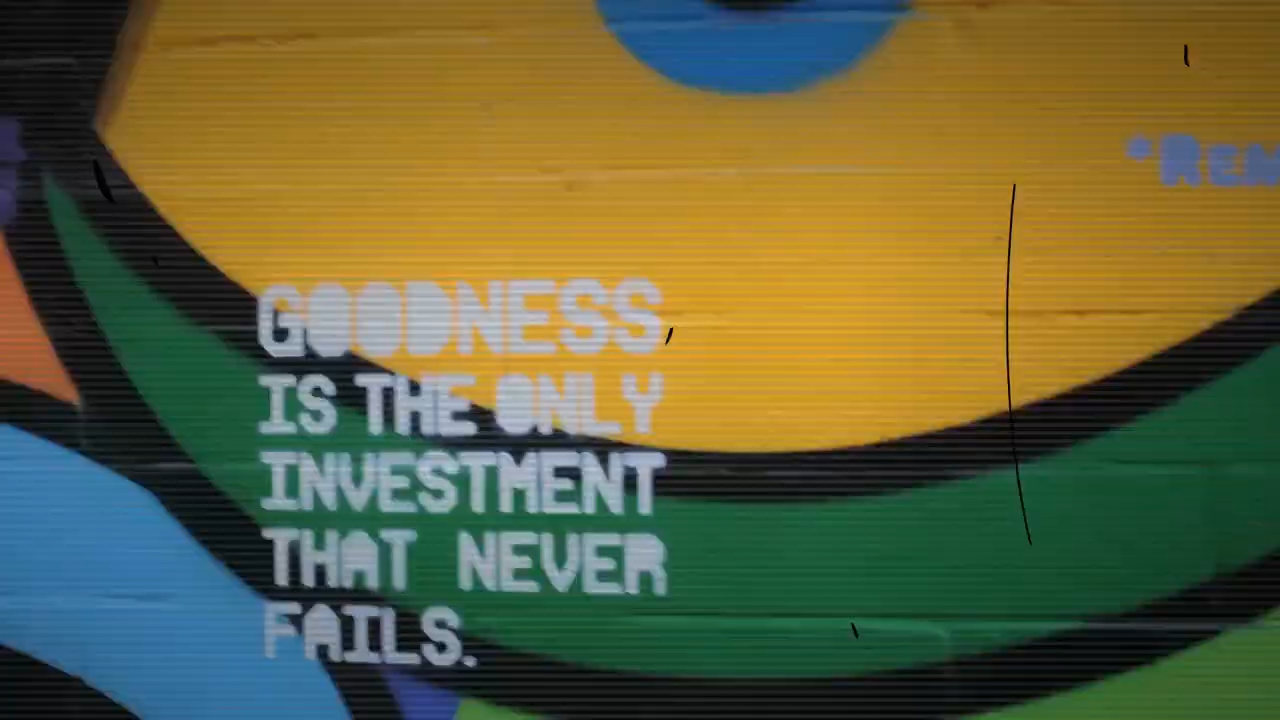 GOODNESS
IS THE ONLY
INVESTMENT
THAT NEVER
FAILS.